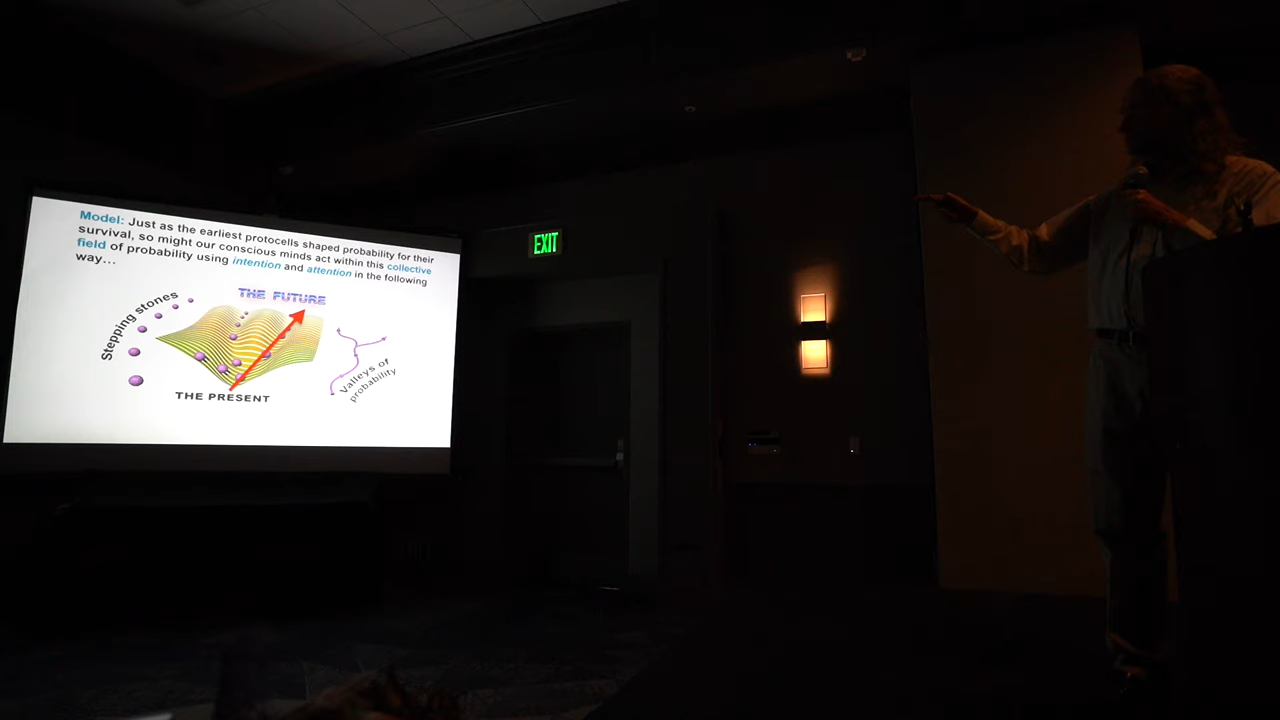 Model: Just as the earliest protocells shaped probability for their
survival, so might our conscious minds act within this collective
field of probability using intention and attention in the following
way...
Stepping stones
THE FUTURE
Valleys of
probability
THE PRESENT
EXIT